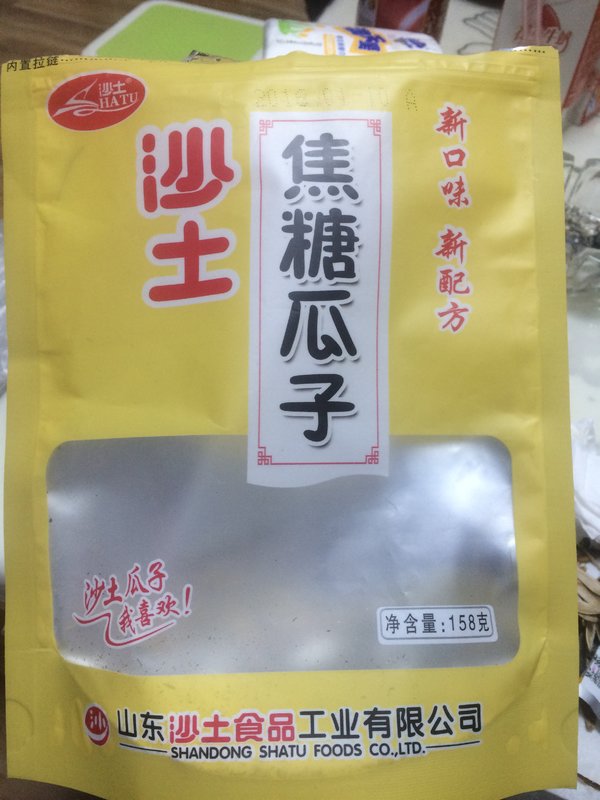 内置拉链
沙土
SHATU
沙土
焦糖瓜子
新口味 新配方
沙土瓜子
我喜欢!
净含量:158克
沙 山东沙土食品工业有限公司
SHANDONG SHATU FOODS CO.,LTD.